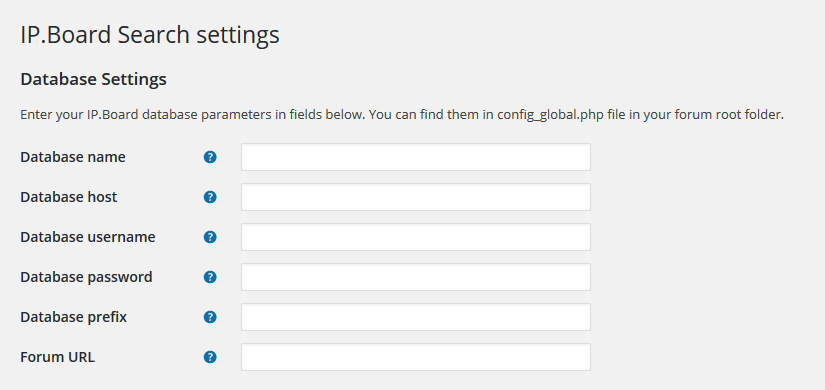 IP.Board Search settings
Database Settings
Enter your IP.Board database parameters in fields below. You can find them in config_global.php file in your forum root folder.
Database name ?
Database host ?
Database username ?
Database password ?
Database prefix ?
Forum URL ?